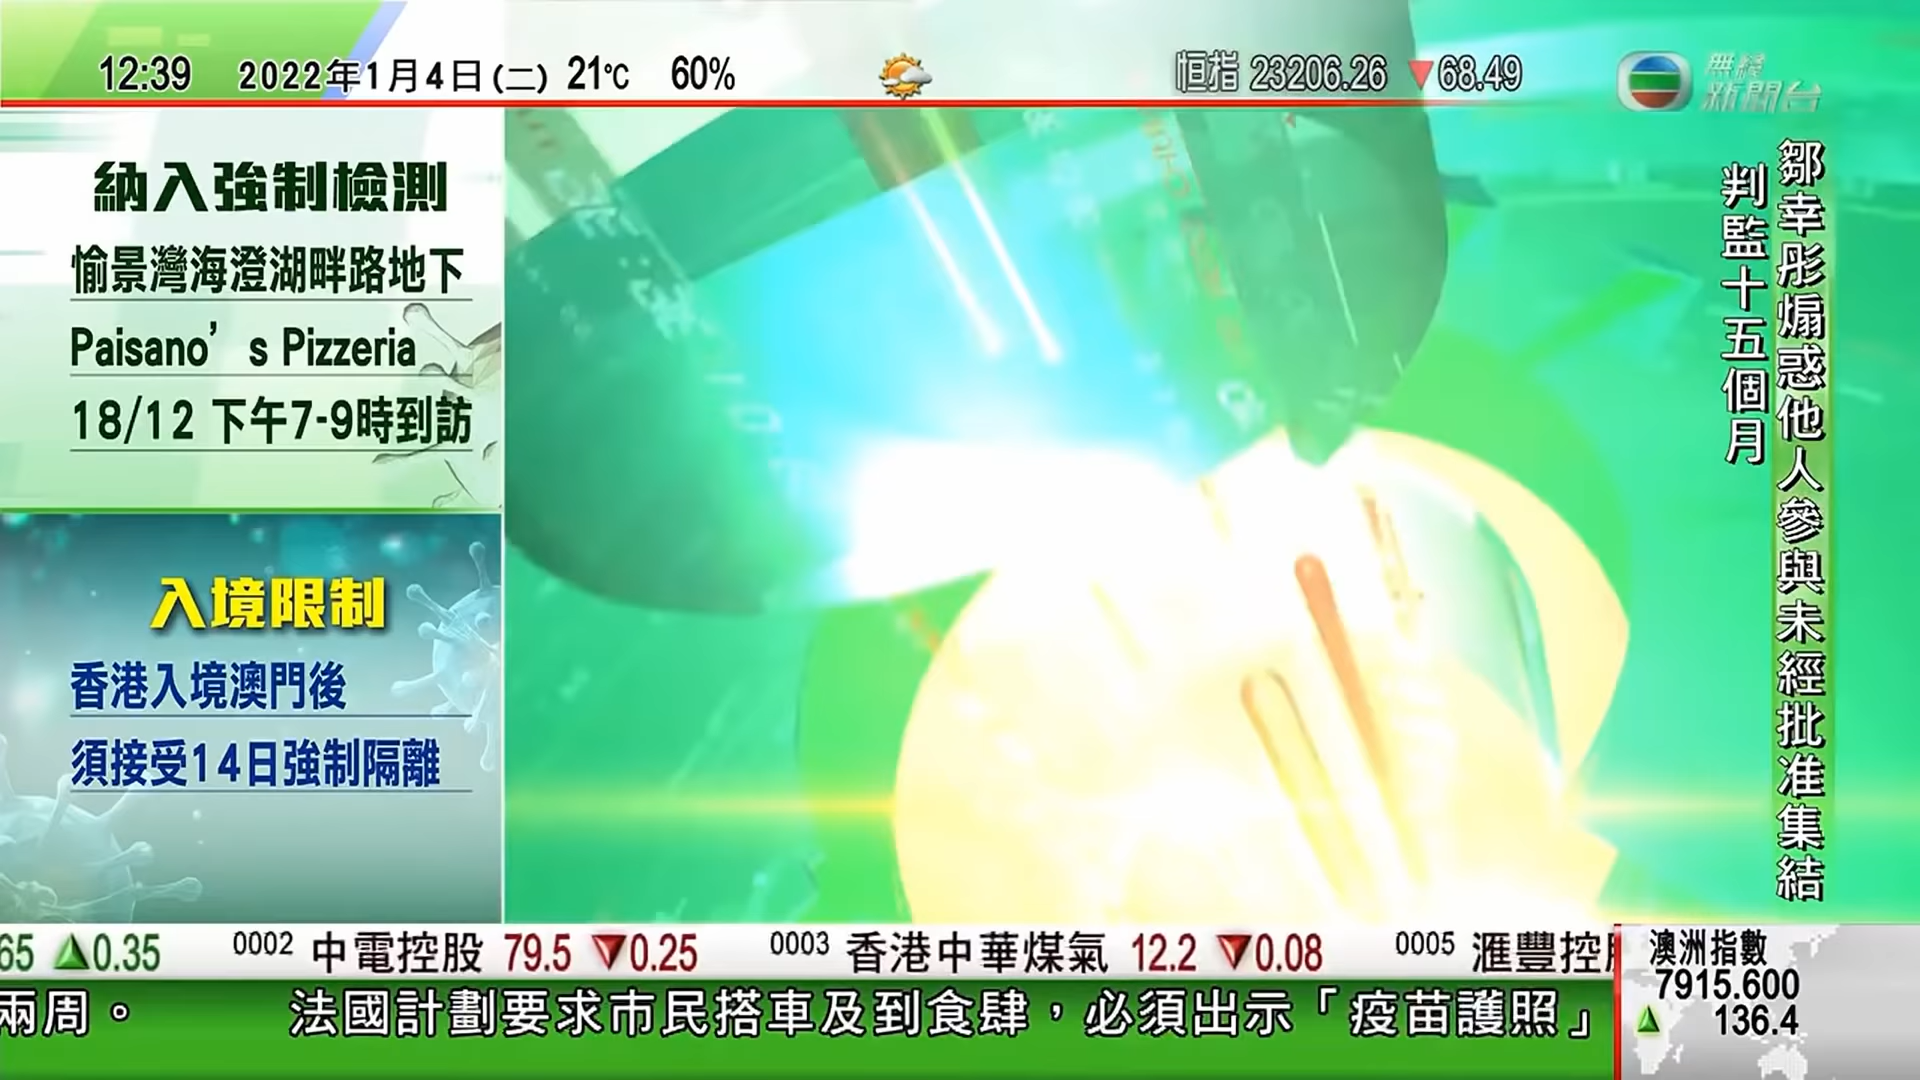 12:39 2022年1月4日(二) 21℃ 60% 恒指 23206.26 ▼68.49
無綫
新聞台
納入強制檢測
愉景灣海澄湖畔路地下
Paisano’s Pizzeria
18/12 下午7-9時到訪
入境限制
香港入境澳門後
須接受14日強制隔離
鄒幸彤煽惑他人參與未經批准集結
判監十五個月
65 ▲0.35 0002 中電控股 79.5 ▼0.25 0003 香港中華煤氣 12.2 ▼0.08 0005 滙豐控股
兩周。 法國計劃要求市民搭車及到食肆，必須出示「疫苗護照」
澳洲指數
7915.600
▲ 136.4